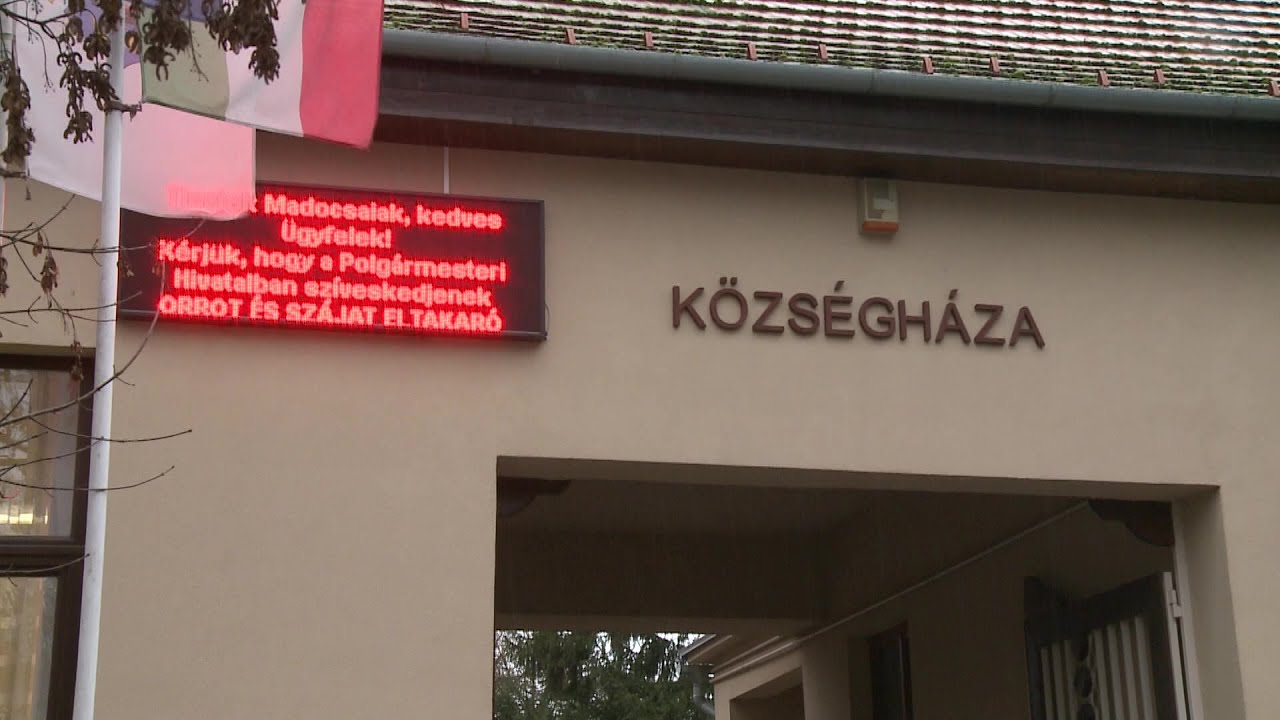 Madocsaiak, kedves
Ügyfelek!
Kérjük, hogy a Polgármesteri
Hivatalban szíveskedjenek
ORROT ÉS SZÁJAT ELTAKARÓ
KÖZSÉGHÁZA